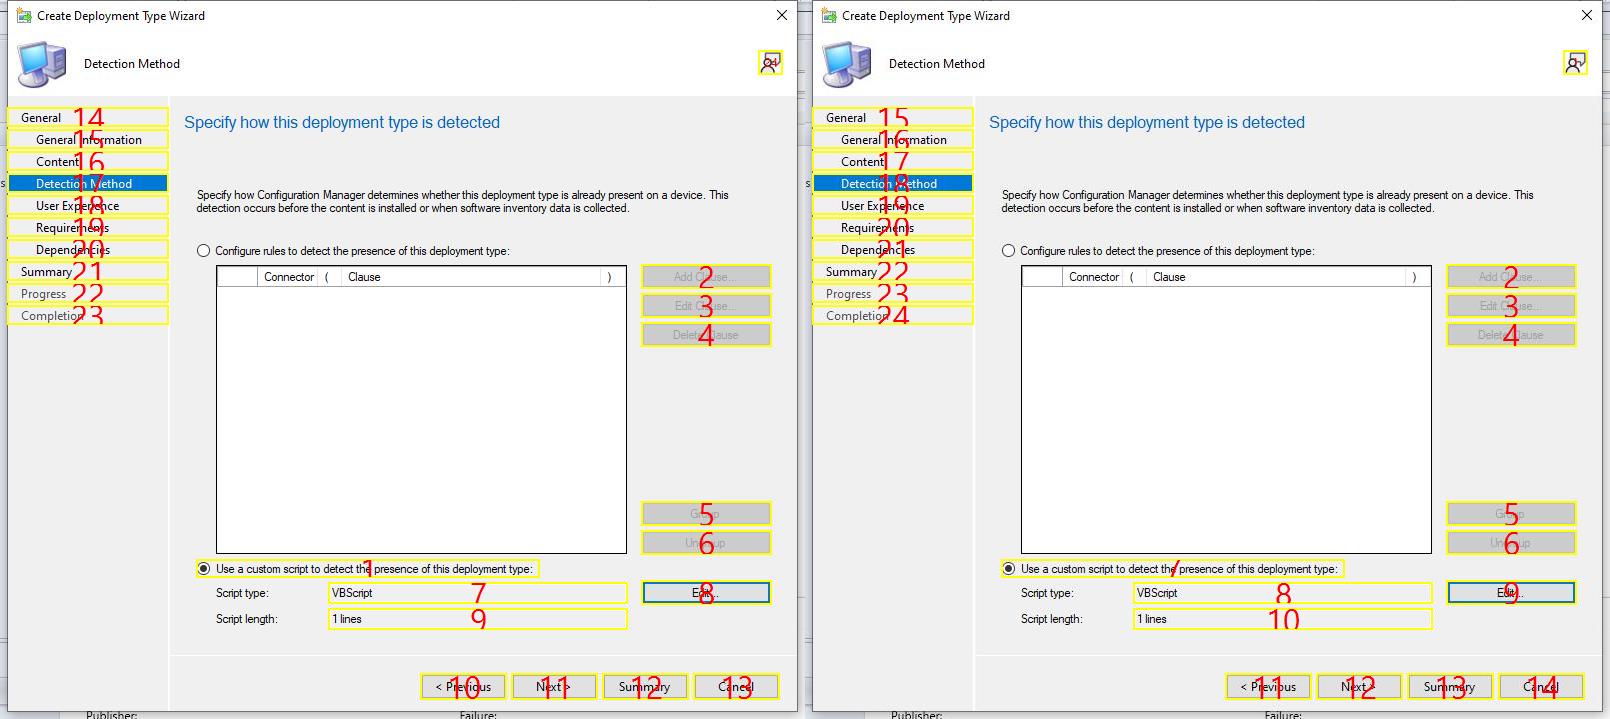 Create Deployment Type Wizard
Detection Method
24
General 14
General Information 15
Content 16
Detection Method 17
User Experience 18
Requirements 19
Dependencies 20
Summary 21
Progress 22
Completion 23
Specify how this deployment type is detected
Specify how Configuration Manager determines whether this deployment type is already present on a device. This
detection occurs before the content is installed or when software inventory data is collected.
Configure rules to detect the presence of this deployment type:
Connector ( Clause )
Add Clause... 2
Edit Clause... 3
Delete Clause 4
Group 5
Ungroup 6
Use a custom script to detect the presence of this deployment type: 1
Script type: VBScript 7
Edit... 8
Script length: 1 lines 9
< Previous 10
Next > 11
Summary 12
Cancel 13
Publisher:
Failure:
Create Deployment Type Wizard
Detection Method
1
General 15
General Information 16
Content 17
Detection Method 18
User Experience 19
Requirements 20
Dependencies 21
Summary 22
Progress 23
Completion 24
Specify how this deployment type is detected
Specify how Configuration Manager determines whether this deployment type is already present on a device. This
detection occurs before the content is installed or when software inventory data is collected.
Configure rules to detect the presence of this deployment type:
Connector ( Clause )
Add Clause... 2
Edit Clause... 3
Delete Clause 4
Group 5
Ungroup 6
Use a custom script to detect the presence of this deployment type: 7
Script type: VBScript 8
Edit... 9
Script length: 1 lines 10
< Previous 11
Next > 12
Summary 13
Cancel 14
Publisher:
Failure: